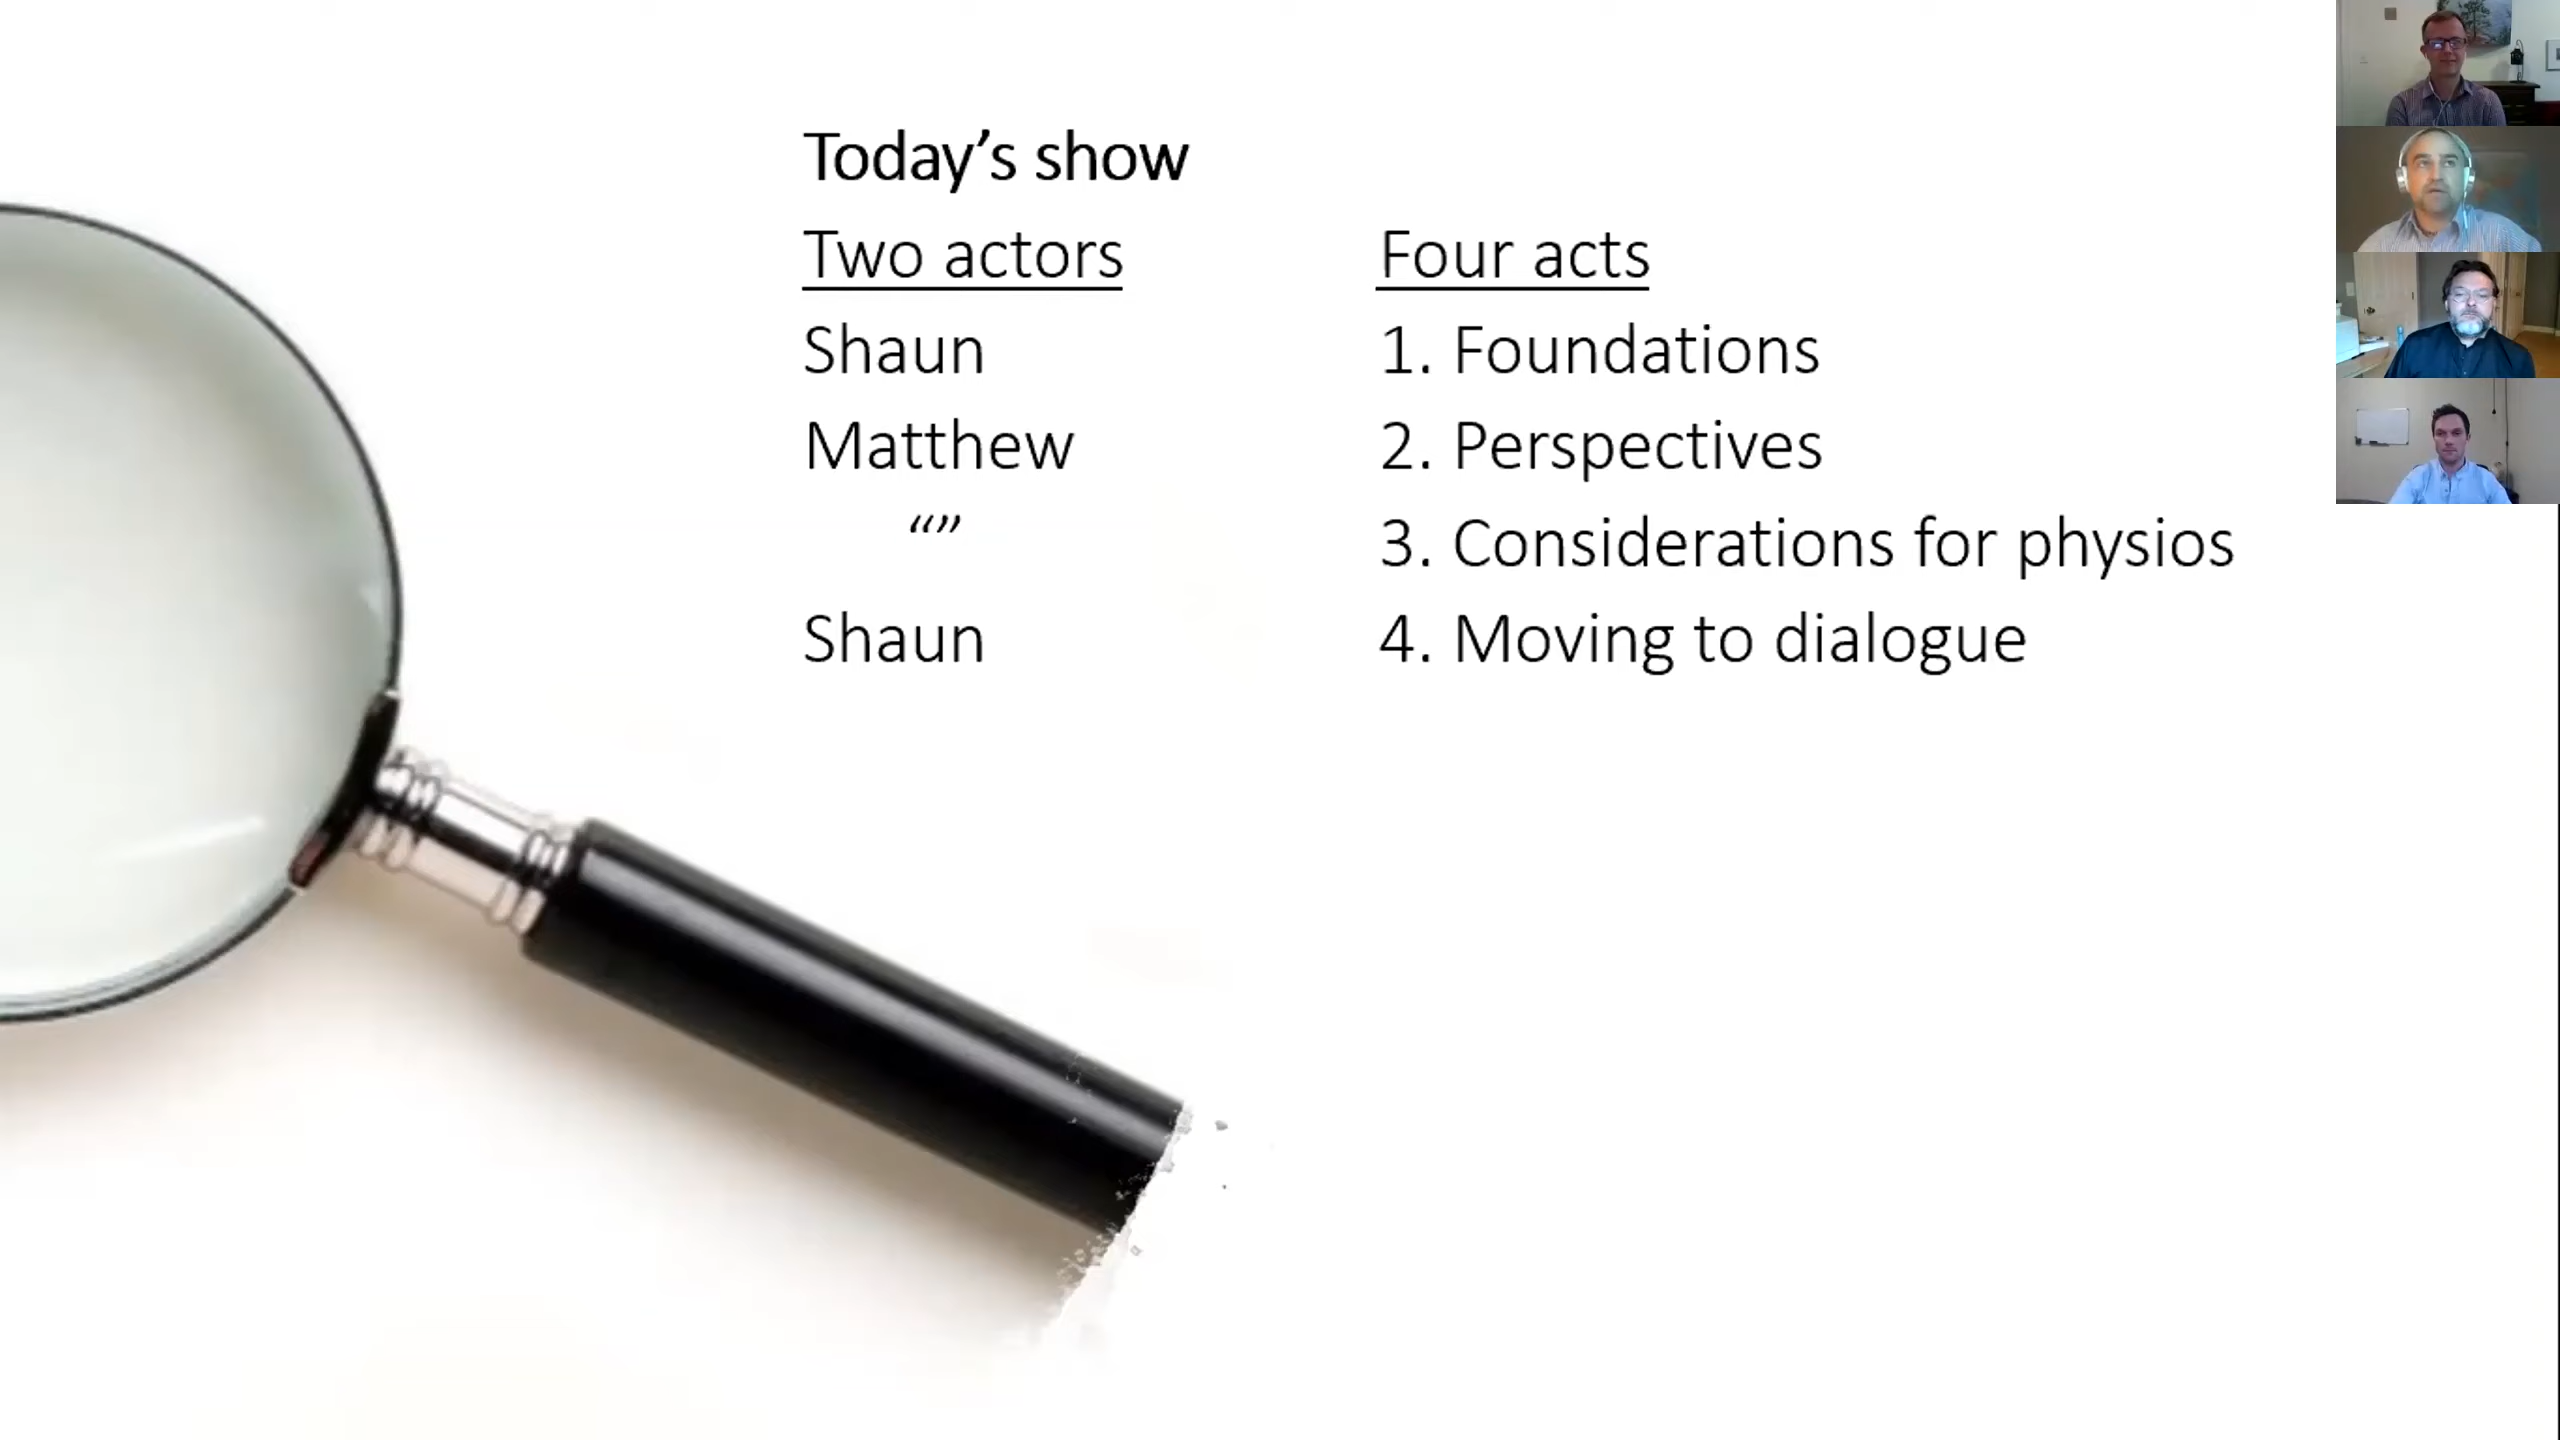 Today’s show
Two actors Four acts
Shaun 1. Foundations
Matthew 2. Perspectives
“” 3. Considerations for physios
Shaun 4. Moving to dialogue